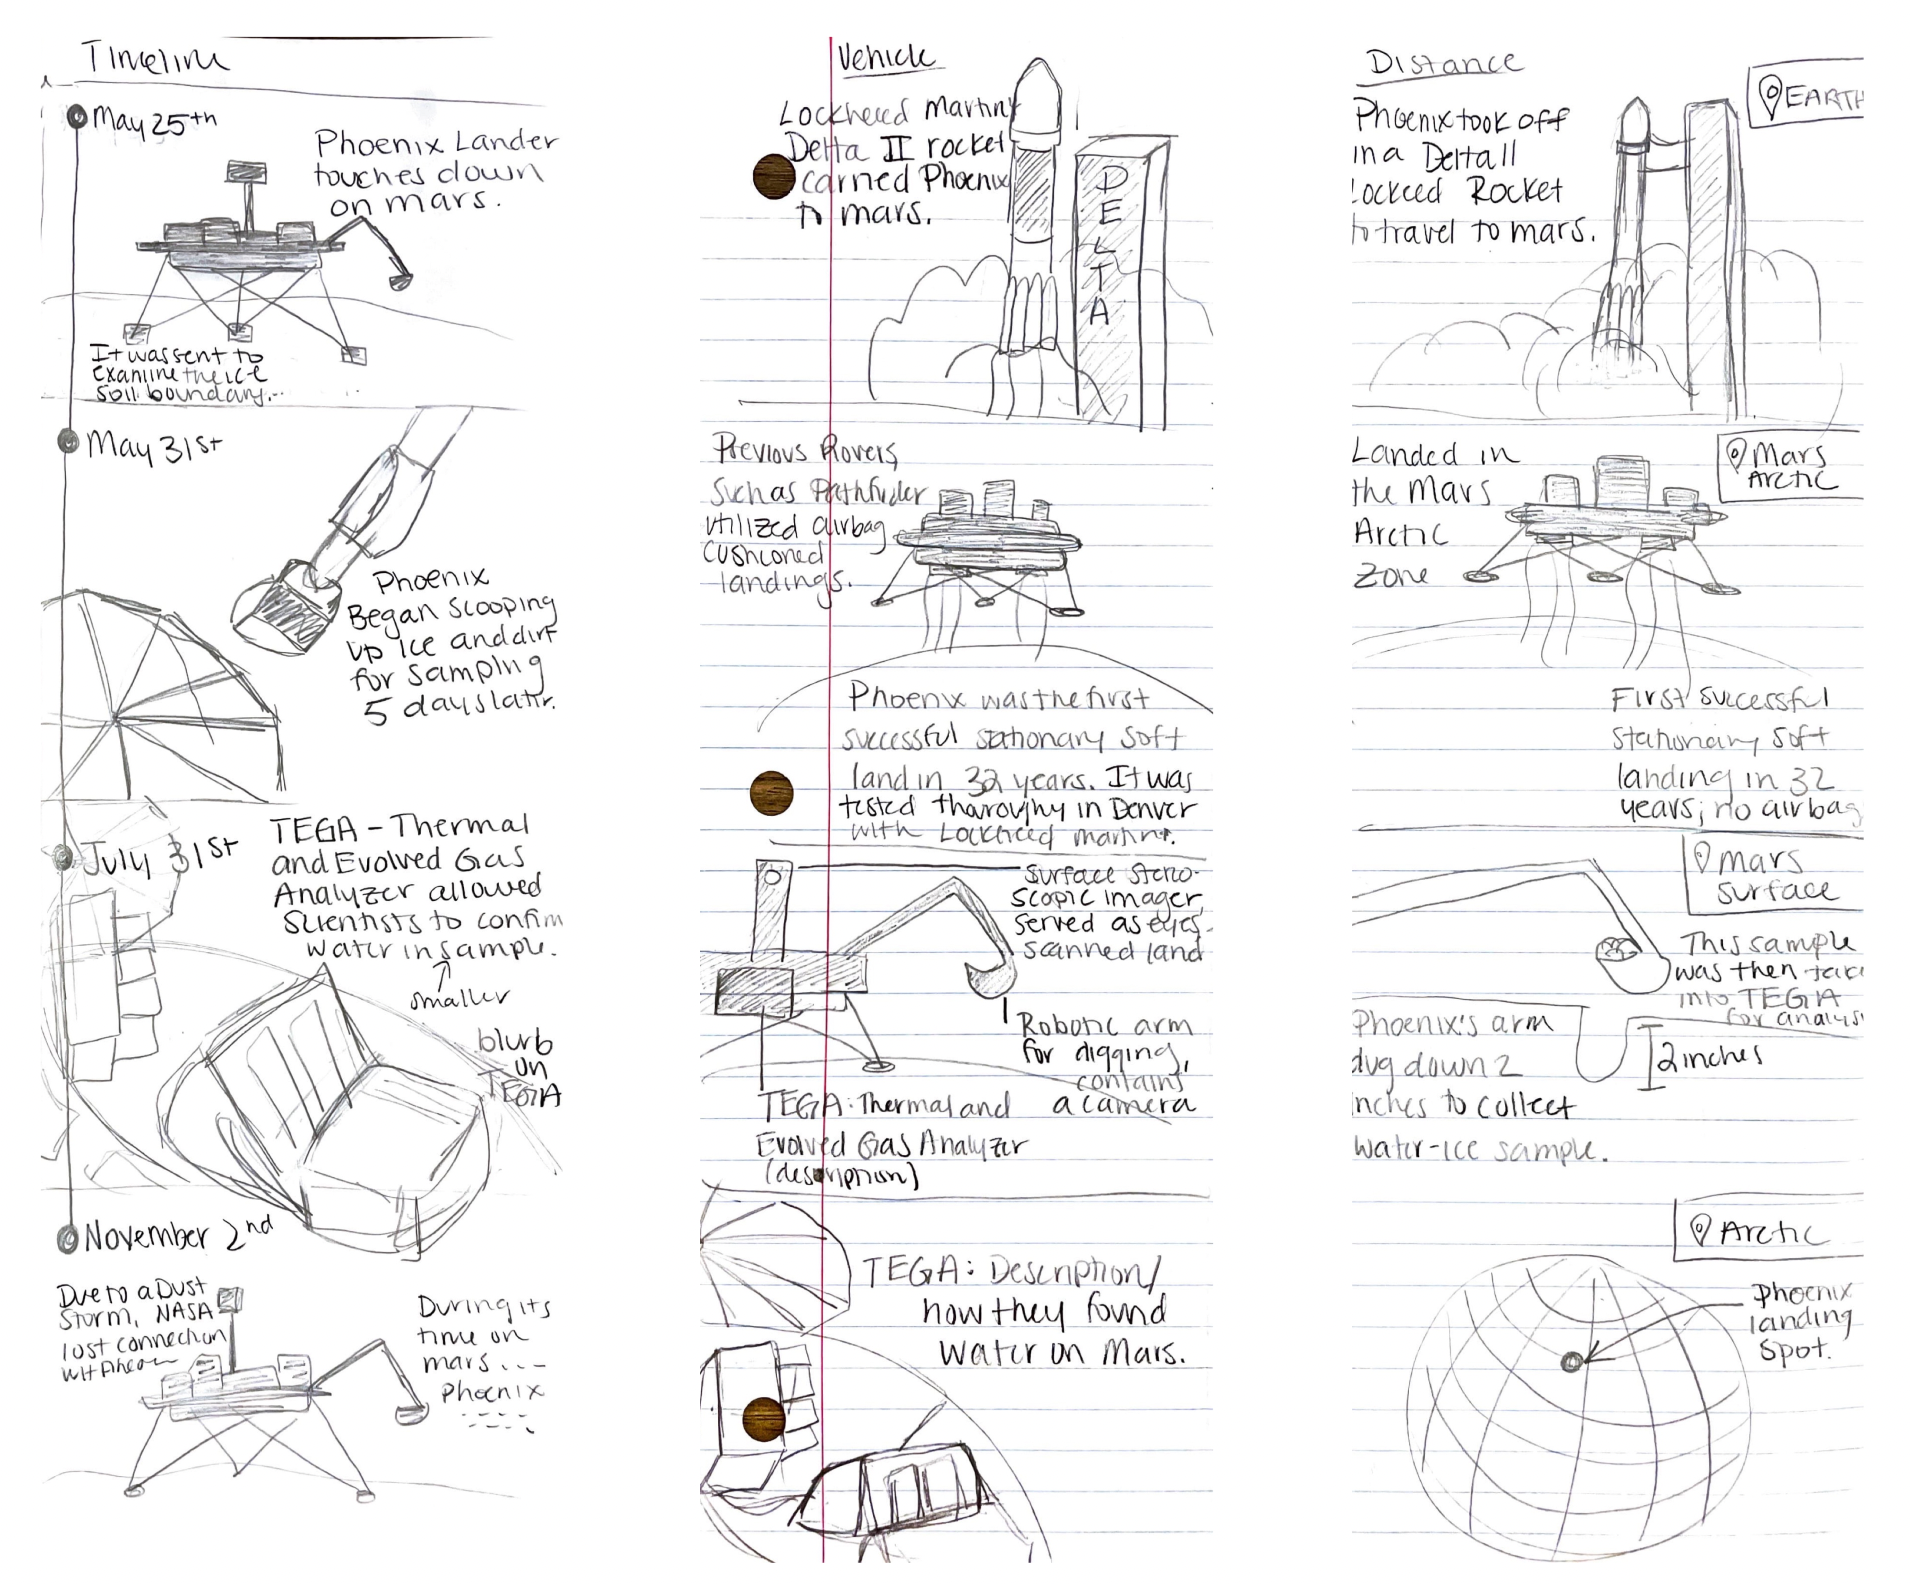 Timeline
May 25th
Phoenix Lander
touches down
on mars.
It was sent to
examine the ice
soil boundary...
May 31st
Phoenix
Began scooping
up ice and dirt
for sampling
5 days later.
July 31st
TEGA - Thermal
and Evolved Gas
Analyzer allowed
Scientists to confirm
water in sample.
smaller
blurb
on
TEGA
November 2nd
Due to a Dust
Storm, NASA
lost connection
During its
time on
mars ...
Phoenix
Vehicle
Lockheed Martin
Delta II rocket
carried Phoenix
to mars.
DELTA
Previous Rovers,
such as Pathfinder
utilized airbag
cushioned
landings.
Phoenix was the first
successful stationary soft
land in 32 years. It was
tested thoroughy in Denver
with Lockheed martin.
Surface stereo-
scopic imager,
served as eyes,
scanned land
Robotic arm
for digging,
contains
a camera
TEGA: Thermal and
Evolved Gas Analyzer
(description)
TEGA: Description/
how they found
water on Mars.
Distance
EARTH
Phoenix took off
in a Delta II
Lockeed Rocket
to travel to mars.
Mars
Arctic
Landed in
the Mars
Arctic
Zone
First successful
stationary soft
landing in 32
years; no airbag
Mars
surface
This sample
was then
into TEGA
for
Phoenix's arm
dug down 2
inches to collect
water-ice sample.
2 inches
Arctic
Phoenix
landing
spot.